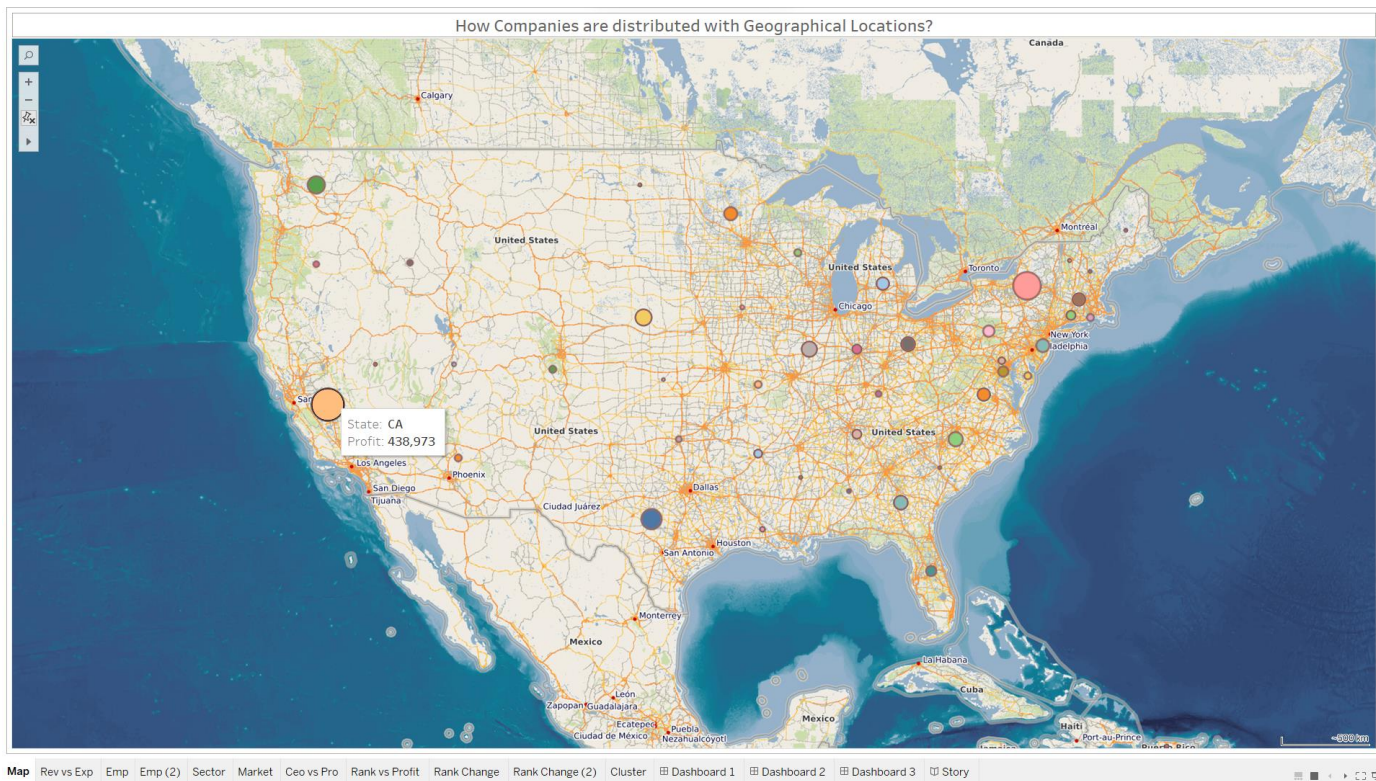 How Companies are distributed with Geographical Locations?
Canada
Calgary
Montréal
United States
United States
Toronto
Chicago
New York
ladelphia
San
State: CA
Profit: 438,973
United States
United States
Los Angeles
Phoenix
San Diego
Tijuana
Dallas
Ciudad Juárez
Houston
San Antonio
Monterrey
Mexico
La Habana
Cuba
León
Zapopan
Guadalajara
México
Ecatepec
Puebla
Ciudad de México
Nezahualcóyotl
Haiti
Port-au-Prince
Jamaica
Puerto Rico
~500 km
Map Rev vs Exp Emp Emp (2) Sector Market Ceo vs Pro Rank vs Profit Rank Change Rank Change (2) Cluster Dashboard 1 Dashboard 2 Dashboard 3 Story